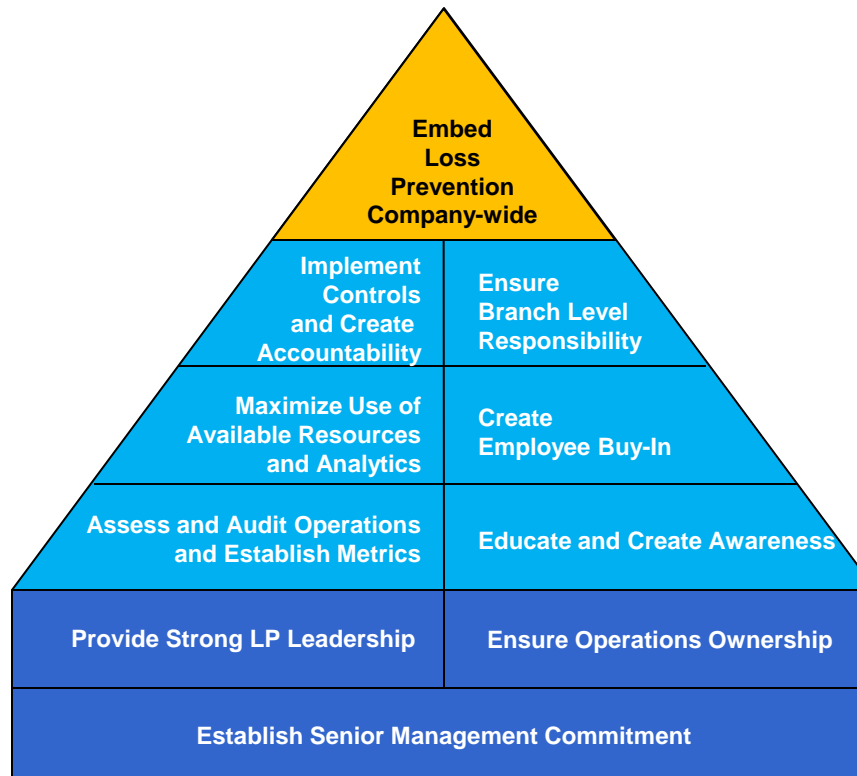 Embed
Loss
Prevention
Company-wide
Implement
Controls
and Create
Accountability
Ensure
Branch Level
Responsibility
Maximize Use of
Available Resources
and Analytics
Create
Employee Buy-In
Assess and Audit Operations
and Establish Metrics
Educate and Create Awareness
Provide Strong LP Leadership
Ensure Operations Ownership
Establish Senior Management Commitment